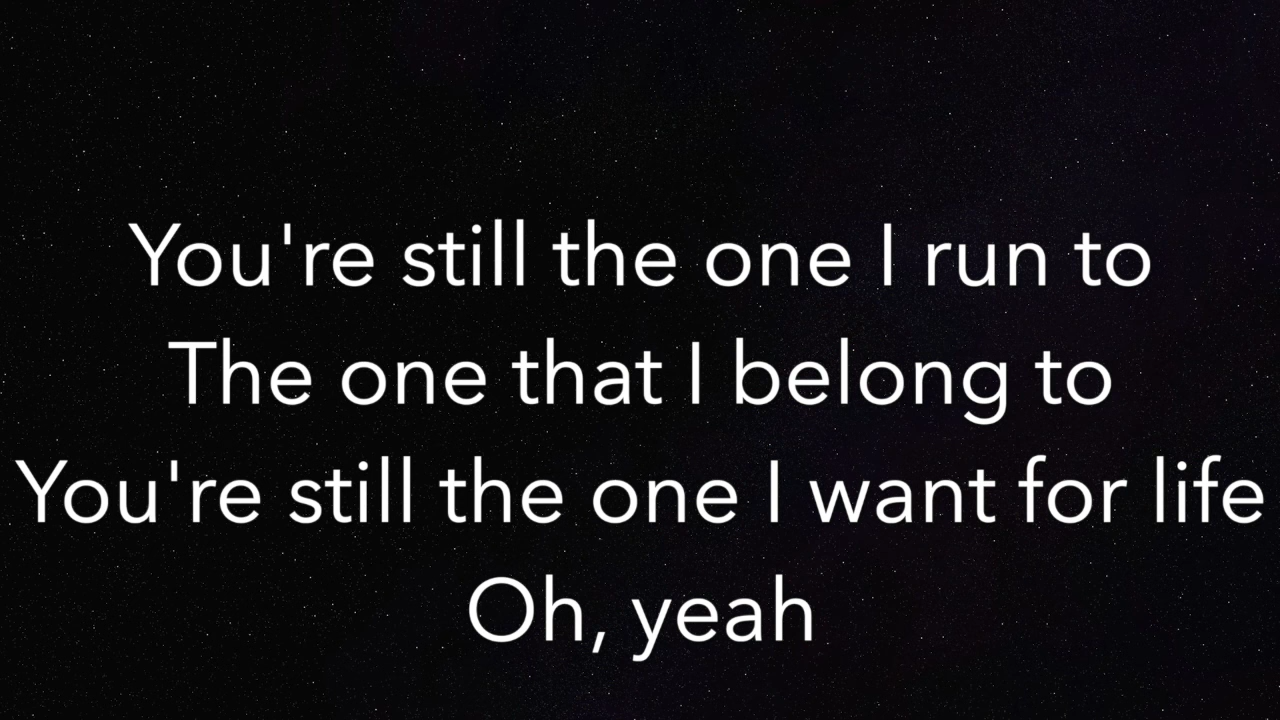 You're still the one I run to
The one that I belong to
You're still the one I want for life
Oh, yeah